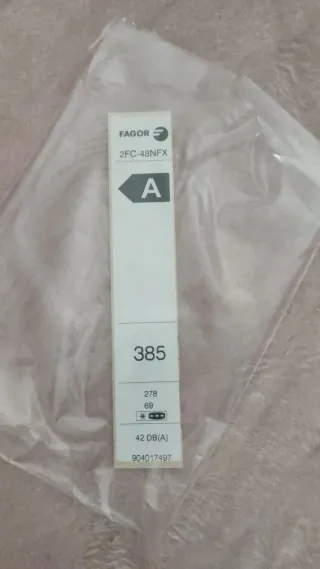 FAGOR
2FC-48NFX
A
385
278
69
42 DB(A)
904017497